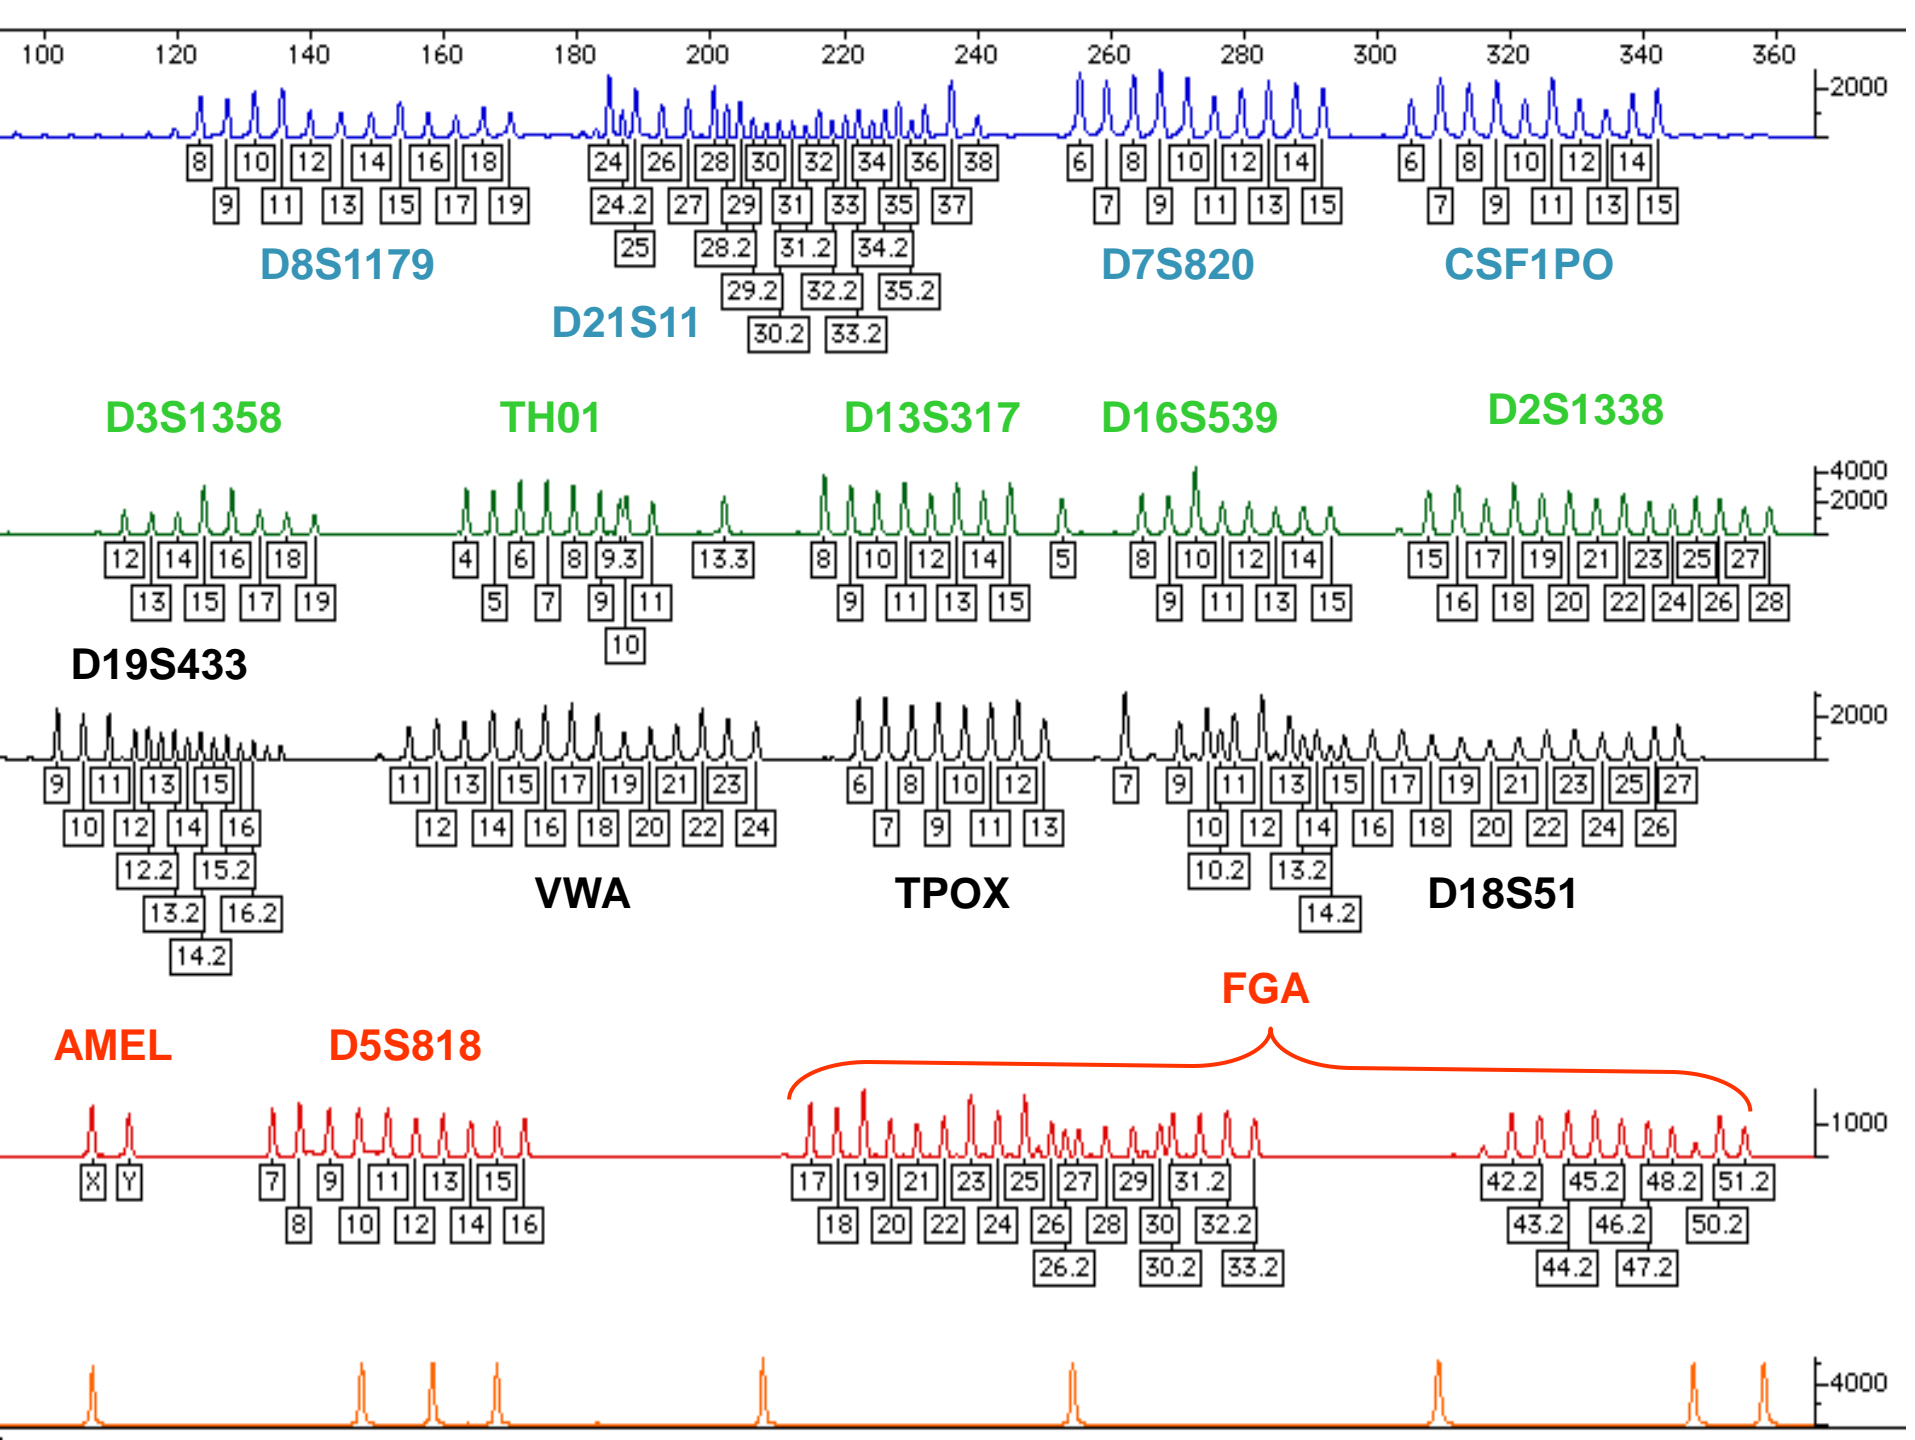 100 120 140 160 180 200 220 240 260 280 300 320 340 360
2000
8 10 12 14 16 18 24 26 28 30 32 34 36 38 6 8 10 12 14 6 8 10 12 14
9 11 13 15 17 19 24.2 27 29 31 33 35 37 7 9 11 13 15 7 9 11 13 15
25 28.2 31.2 34.2
D8S1179 D7S820 CSF1PO
29.2 32.2 35.2
D21S11
30.2 33.2
D3S1358 TH01 D13S317 D16S539 D2S1338
4000
2000
12 14 16 18 4 6 8 9.3 13.3 8 10 12 14 5 8 10 12 14 15 17 19 21 23 25 27
13 15 17 19 5 7 9 11 9 11 13 15 9 11 13 15 16 18 20 22 24 26 28
10
D19S433
2000
9 11 13 15 11 13 15 17 19 21 23 6 8 10 12 7 9 11 13 15 17 19 21 23 25 27
10 12 14 16 12 14 16 18 20 22 24 7 9 11 13 10 12 14 16 18 20 22 24 26
12.2 15.2 10.2 13.2
VWA TPOX D18S51
13.2 16.2 14.2
14.2
FGA
AMEL D5S818
1000
X Y 7 9 11 13 15 17 19 21 23 25 27 29 31.2 42.2 45.2 48.2 51.2
8 10 12 14 16 18 20 22 24 26 28 30 32.2 43.2 46.2 50.2
26.2 30.2 33.2 44.2 47.2
4000